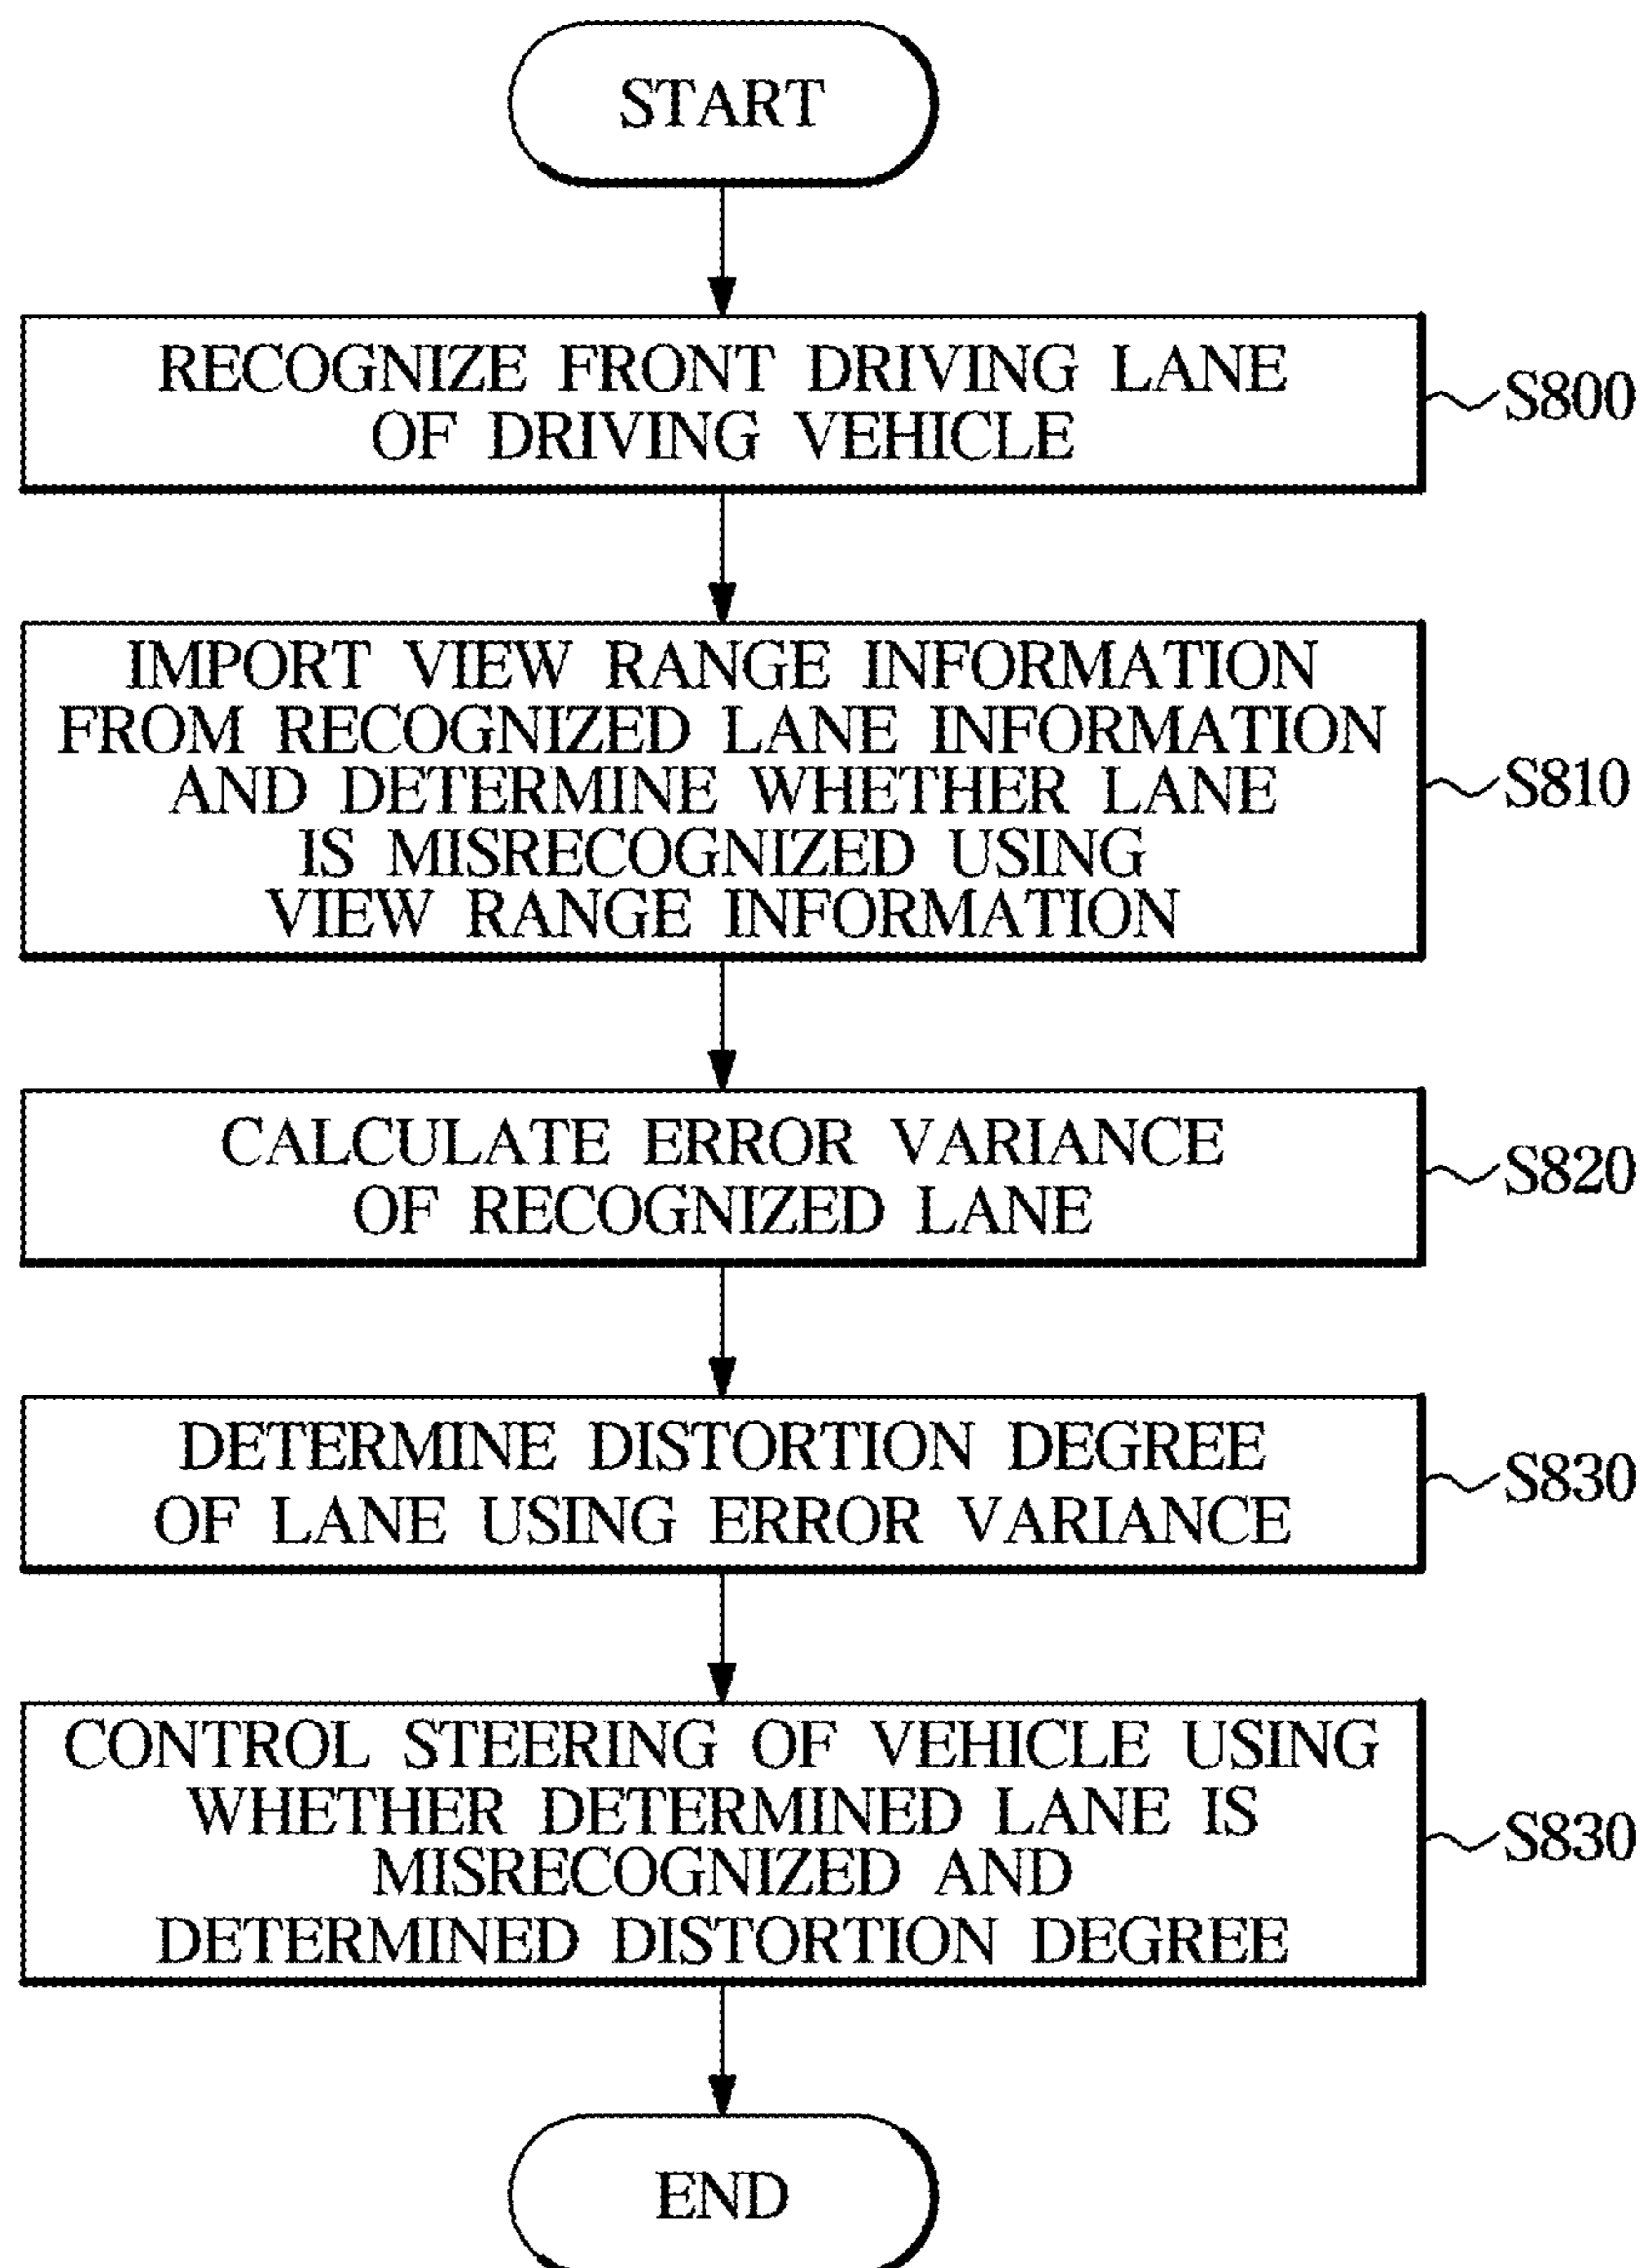 START
RECOGNIZE FRONT DRIVING LANE
OF DRIVING VEHICLE
S800
IMPORT VIEW RANGE INFORMATION
FROM RECOGNIZED LANE INFORMATION
AND DETERMINE WHETHER LANE
IS MISRECOGNIZED USING
VIEW RANGE INFORMATION
S810
CALCULATE ERROR VARIANCE
OF RECOGNIZED LANE
S820
DETERMINE DISTORTION DEGREE
OF LANE USING ERROR VARIANCE
S830
CONTROL STEERING OF VEHICLE USING
WHETHER DETERMINED LANE IS
MISRECOGNIZED AND
DETERMINED DISTORTION DEGREE
S830
END